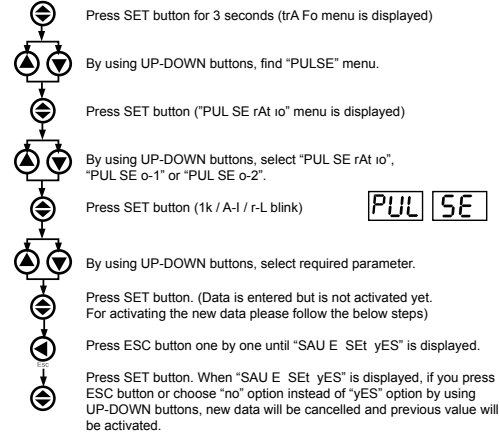 Press SET button for 3 seconds (trA Fo menu is displayed)
By using UP-DOWN buttons, find “PULSE” menu.
Press SET button (”PUL SE rAt ıo” menu is displayed)
By using UP-DOWN buttons, select “PUL SE rAt ıo”,
“PUL SE o-1” or “PUL SE o-2”.
Press SET button (1k / A-I / r-L blink)
PUL SE
By using UP-DOWN buttons, select required parameter.
Press SET button. (Data is entered but is not activated yet.
For activating the new data please follow the below steps)
Press ESC button one by one until “SAU E SEt yES” is displayed.
Esc
Press SET button. When “SAU E SEt yES” is displayed, if you press
ESC button or choose “no” option instead of “yES” option by using
UP-DOWN buttons, new data will be cancelled and previous value will
be activated.